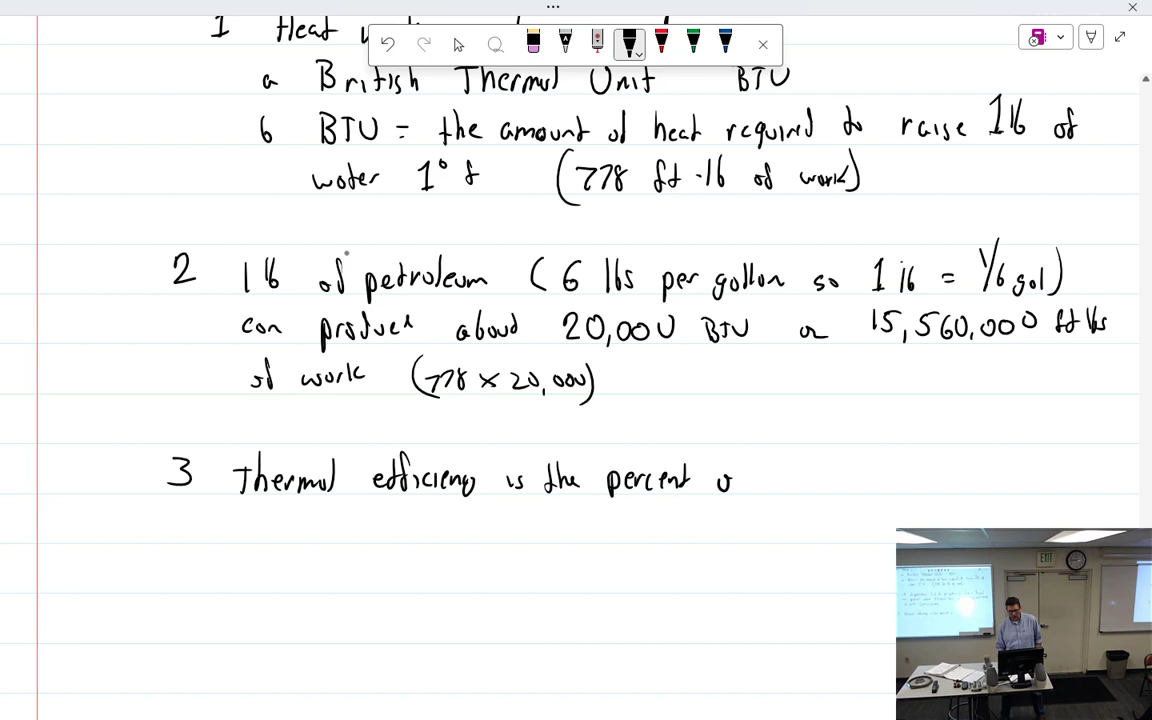 1 Heat
a British Thermal Unit BTU
b BTU = the amount of heat required to raise 1 lb of
water 1° f (778 ft-lb of work)
2 1 lb of petroleum (6 lbs per gallon so 1 lb = 1/6 gal)
can produce about 20,000 BTU or 15,560,000 ft lbs
of work (778 × 20,000)
3 Thermal efficiency is the percent o
EXIT